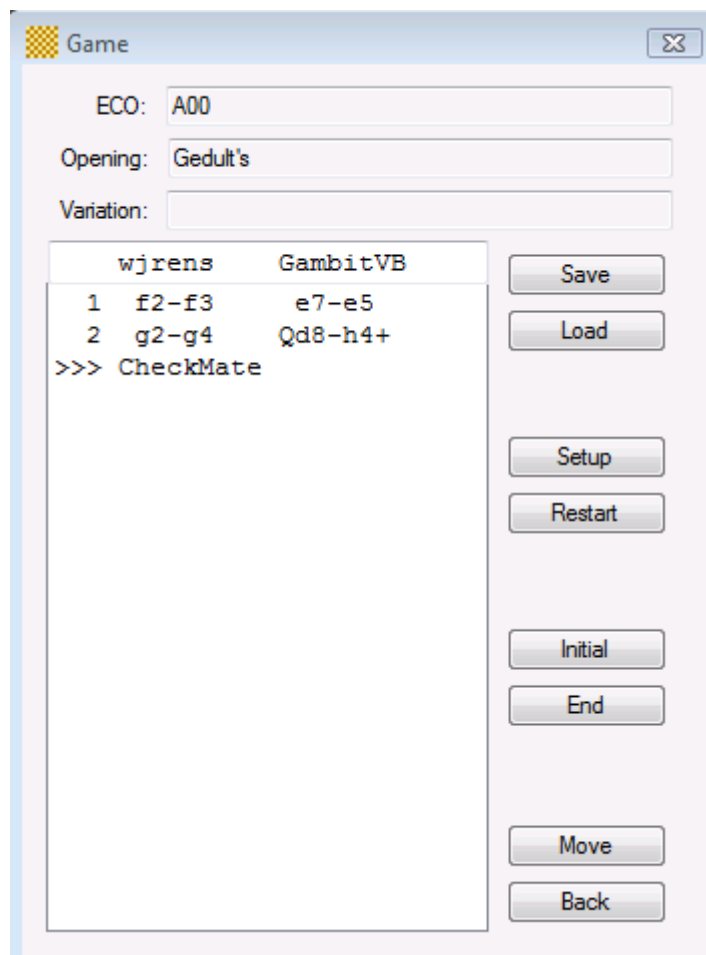 Game
ECO: A00
Opening: Gedult's
Variation:
wjrens GambitVB
1 f2-f3 e7-e5
2 g2-g4 Qd8-h4+
>>> CheckMate
Save
Load
Setup
Restart
Initial
End
Move
Back